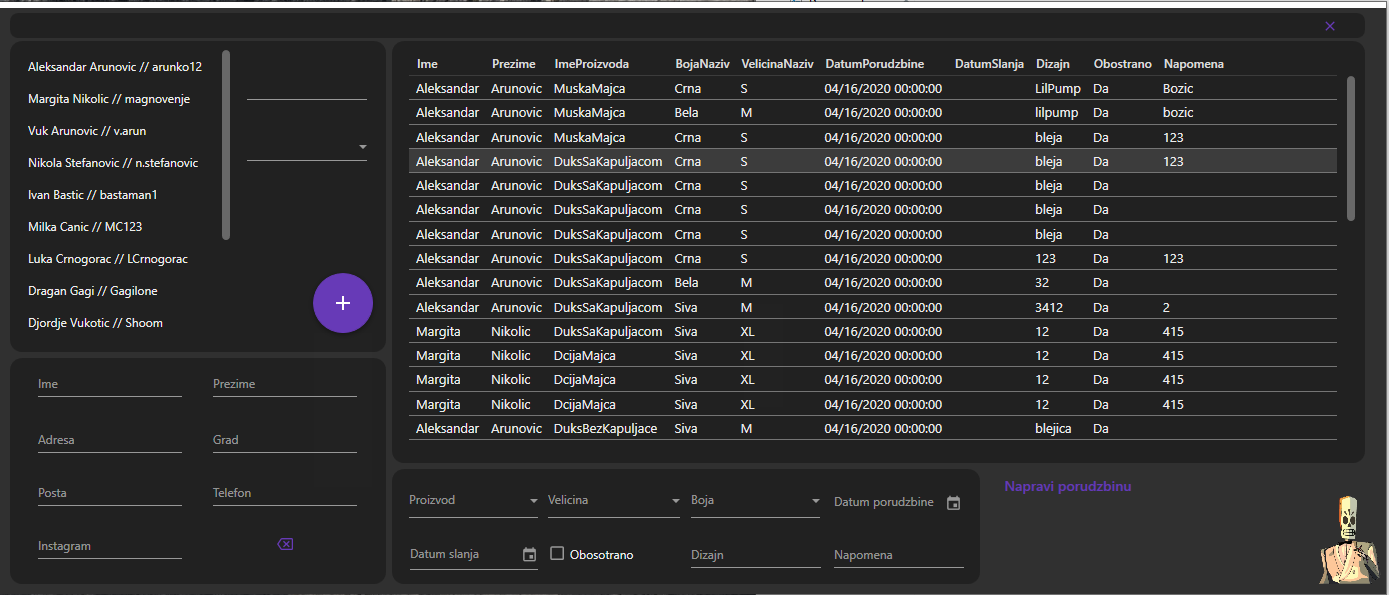 Aleksandar Arunovic // arunko12
Margita Nikolic // magnovenje
Vuk Arunovic // v.arun
Nikola Stefanovic // n.stefanovic
Ivan Bastic // bastaman1
Milka Canic // MC123
Luka Crnogorac // LCrnogorac
Dragan Gagi // Gagilone
Djordje Vukotic // Shoom
Ime Prezime
Adresa Grad
Posta Telefon
Instagram
Ime Prezime ImeProizvoda BojaNaziv VelicinaNaziv DatumPorudzbine DatumSlanja Dizajn Obostrano Napomena
Aleksandar Arunovic MuskaMajca Crna S 04/16/2020 00:00:00 LilPump Da Bozic
Aleksandar Arunovic MuskaMajca Bela M 04/16/2020 00:00:00 lilpump Da bozic
Aleksandar Arunovic MuskaMajca Crna S 04/16/2020 00:00:00 bleja Da 123
Aleksandar Arunovic DuksSaKapuljacom Crna S 04/16/2020 00:00:00 bleja Da 123
Aleksandar Arunovic DuksSaKapuljacom Crna S 04/16/2020 00:00:00 bleja Da
Aleksandar Arunovic DuksSaKapuljacom Crna S 04/16/2020 00:00:00 bleja Da
Aleksandar Arunovic DuksSaKapuljacom Crna S 04/16/2020 00:00:00 bleja Da
Aleksandar Arunovic DuksSaKapuljacom Crna S 04/16/2020 00:00:00 123 Da 123
Aleksandar Arunovic DuksSaKapuljacom Bela M 04/16/2020 00:00:00 32 Da
Aleksandar Arunovic DuksSaKapuljacom Siva M 04/16/2020 00:00:00 3412 Da 2
Margita Nikolic DuksSaKapuljacom Siva XL 04/16/2020 00:00:00 12 Da 415
Margita Nikolic DcijaMajca Siva XL 04/16/2020 00:00:00 12 Da 415
Margita Nikolic DcijaMajca Siva XL 04/16/2020 00:00:00 12 Da 415
Margita Nikolic DcijaMajca Siva XL 04/16/2020 00:00:00 12 Da 415
Aleksandar Arunovic DuksBezKapuljace Siva M 04/16/2020 00:00:00 blejica Da
Proizvod Velicina Boja Datum porudzbine
Datum slanja Obosotrano Dizajn Napomena
Napravi porudzbinu